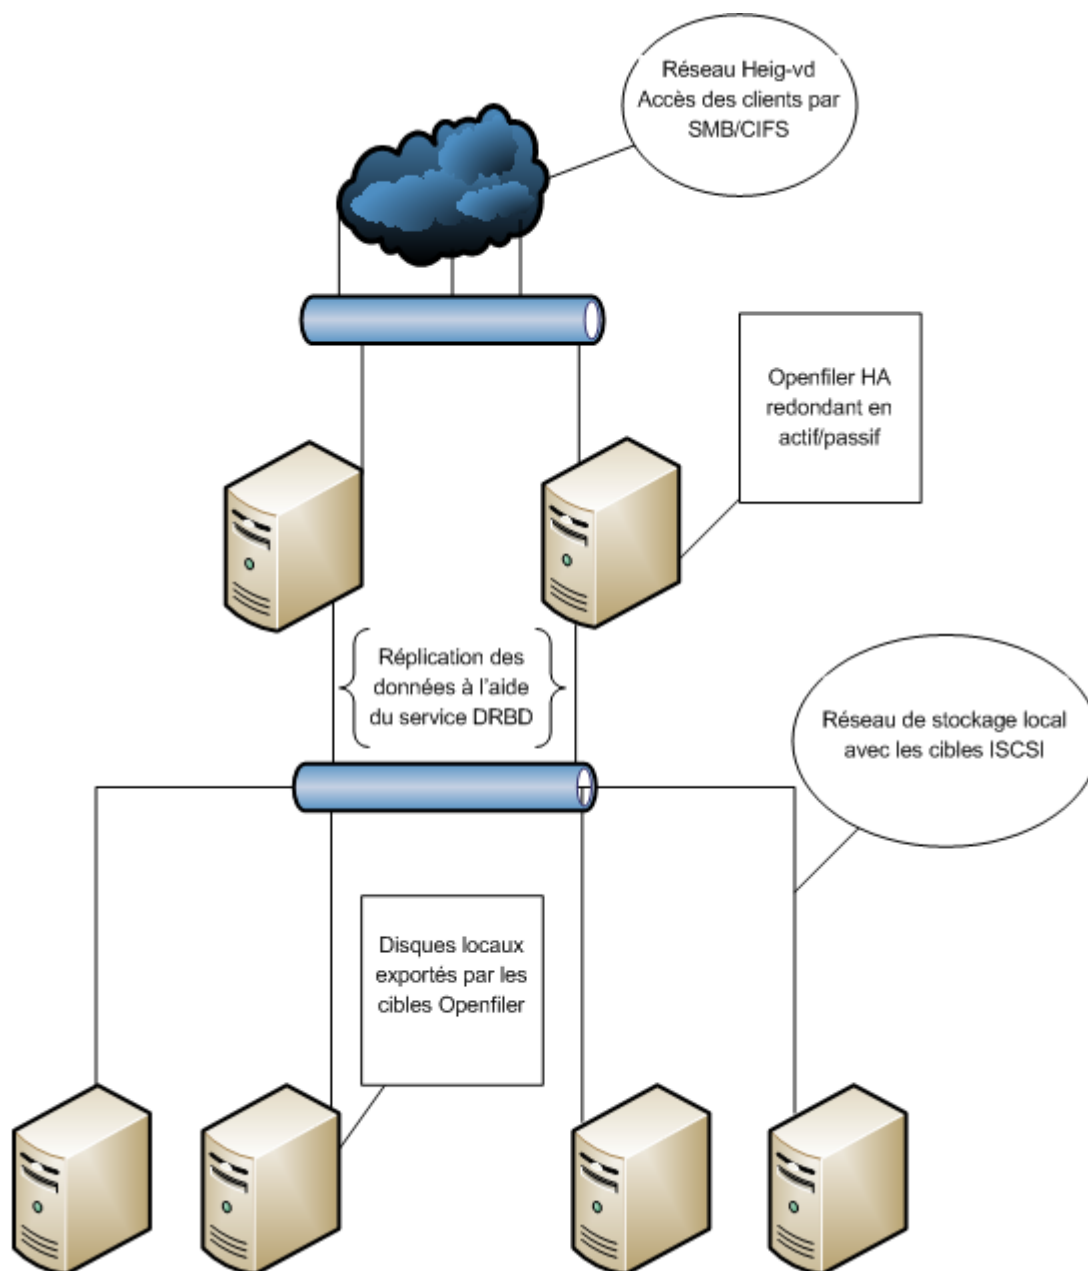 Réseau Heig-vd
Accès des clients par
SMB/CIFS
Openfiler HA
redondant en
actif/passif
Réplication des
données à l'aide
du service DRBD
Réseau de stockage local
avec les cibles ISCSI
Disques locaux
exportés par les
cibles Openfiler